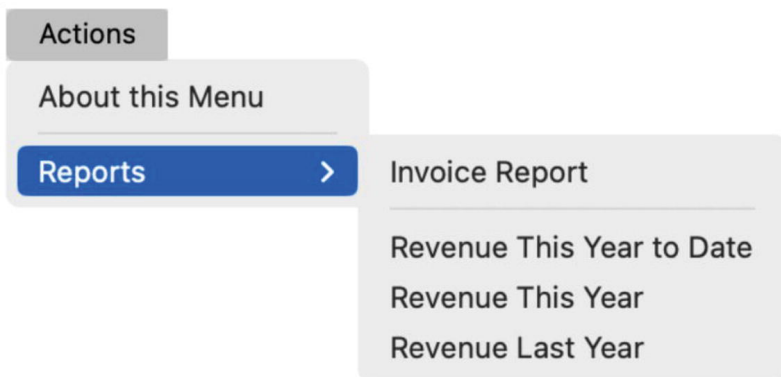 Actions
About this Menu
Reports
Invoice Report
Revenue This Year to Date
Revenue This Year
Revenue Last Year